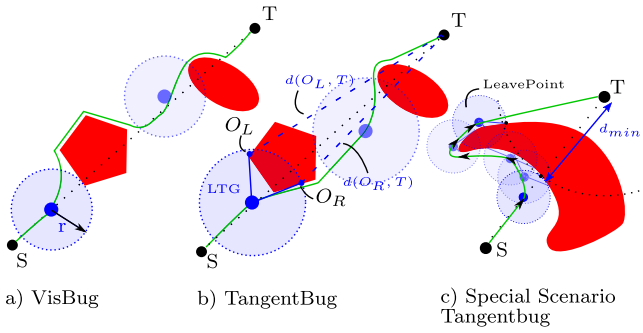 T
S
r
a) VisBug
T
d(O_L, T)
O_L
LTG
d(O_R, T)
O_R
S
b) TangentBug
LeavePoint
T
d_min
S
c) Special Scenario
Tangentbug